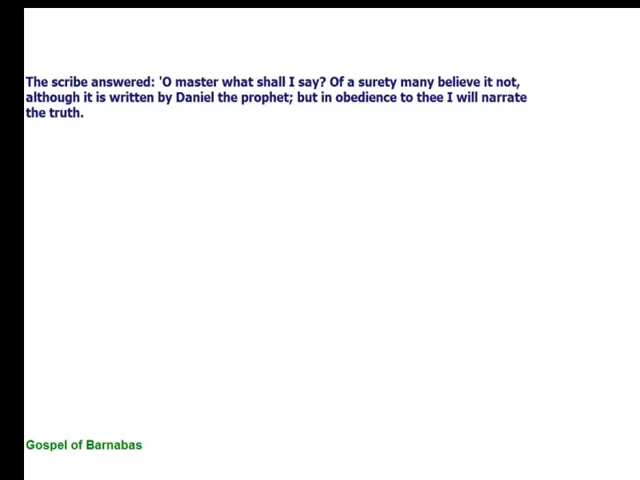 The scribe answered: 'O master what shall I say? Of a surety many believe it not,
although it is written by Daniel the prophet; but in obedience to thee I will narrate
the truth.
Gospel of Barnabas